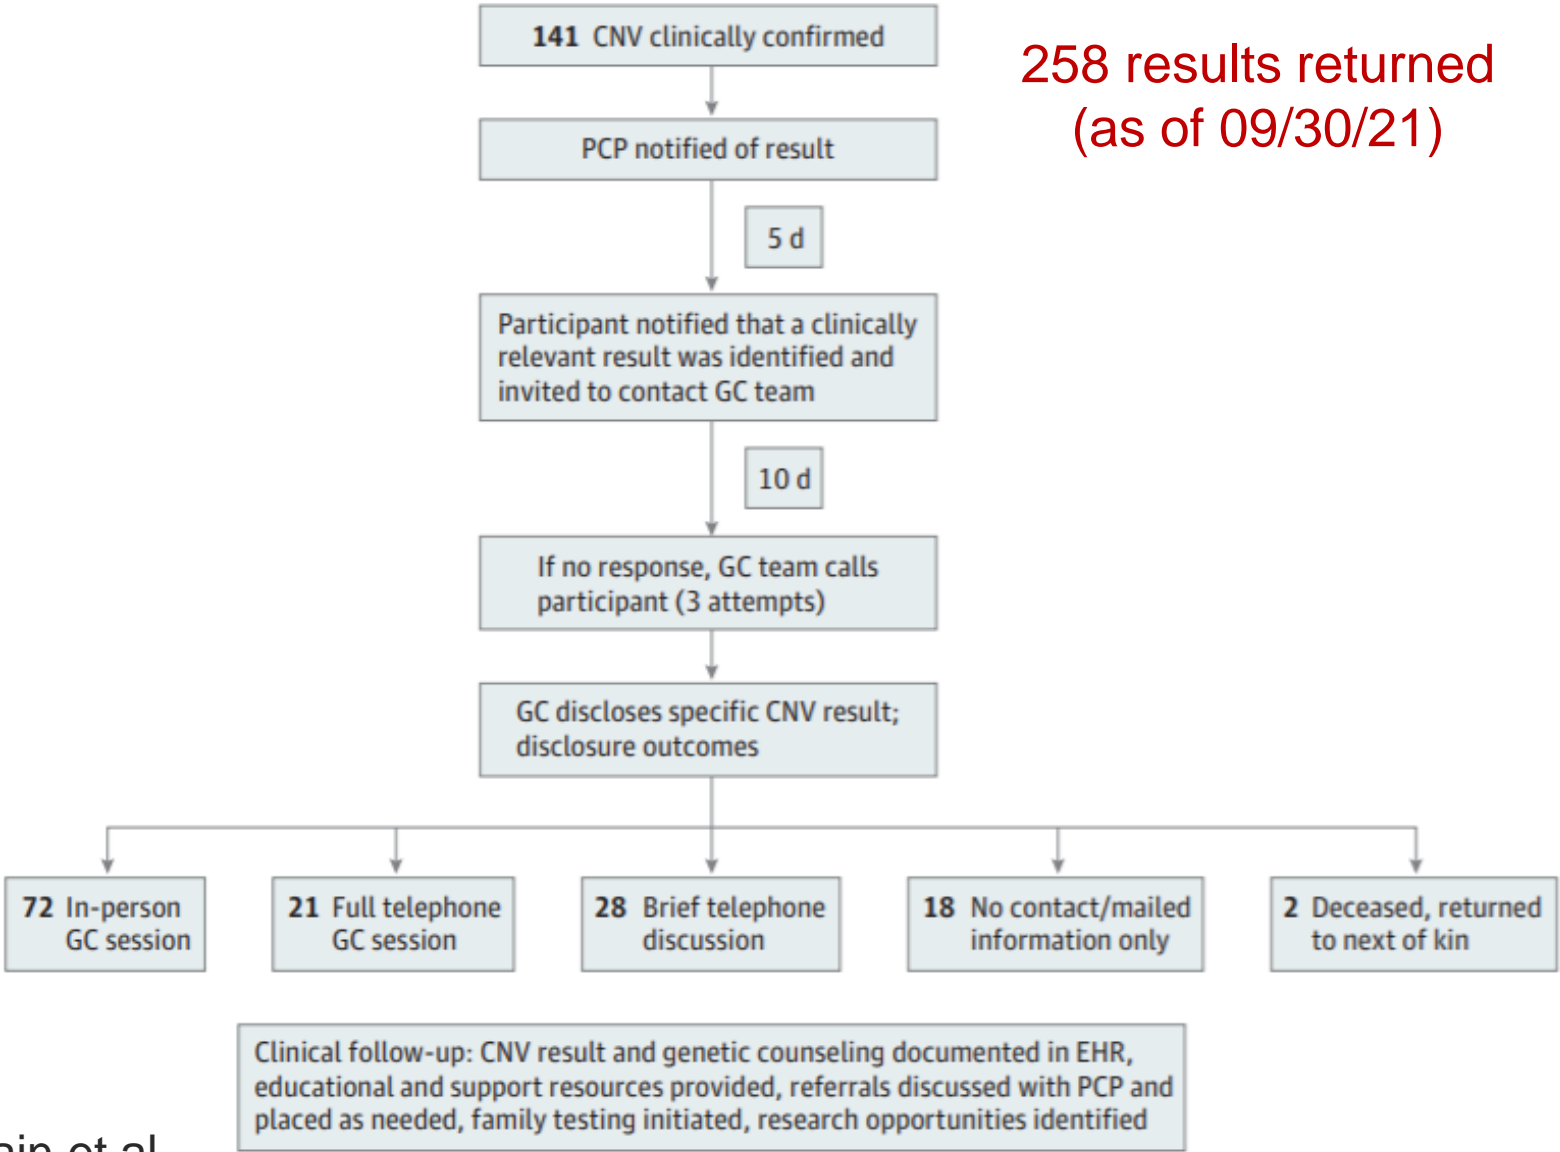 141 CNV clinically confirmed
258 results returned
(as of 09/30/21)
PCP notified of result
5 d
Participant notified that a clinically
relevant result was identified and
invited to contact GC team
10 d
If no response, GC team calls
participant (3 attempts)
GC discloses specific CNV result;
disclosure outcomes
72 In-person
GC session
21 Full telephone
GC session
28 Brief telephone
discussion
18 No contact/mailed
information only
2 Deceased, returned
to next of kin
Clinical follow-up: CNV result and genetic counseling documented in EHR,
educational and support resources provided, referrals discussed with PCP and
placed as needed, family testing initiated, research opportunities identified
et al